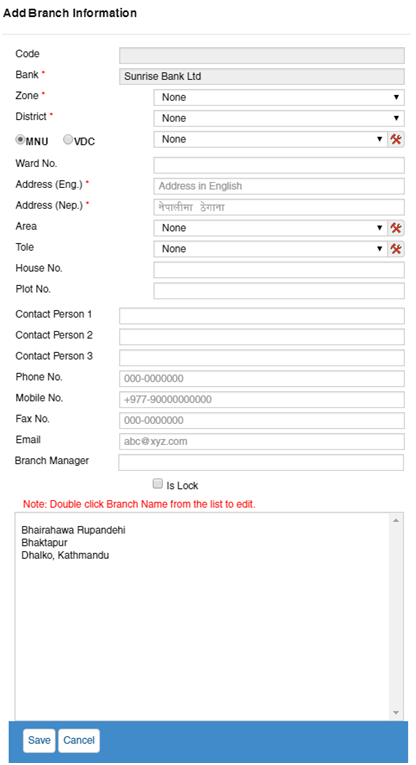 Add Branch Information
Code
Bank * Sunrise Bank Ltd
Zone * None
District * None
MNU VDC None
Ward No.
Address (Eng.) * Address in English
Address (Nep.) * नेपालीमा ठेगाना
Area None
Tole None
House No.
Plot No.
Contact Person 1
Contact Person 2
Contact Person 3
Phone No. 000-0000000
Mobile No. +977-90000000000
Fax No. 000-0000000
Email abc@xyz.com
Branch Manager
Is Lock
Note: Double click Branch Name from the list to edit.
Bhairahawa Rupandehi
Bhaktapur
Dhalko, Kathmandu
Save Cancel